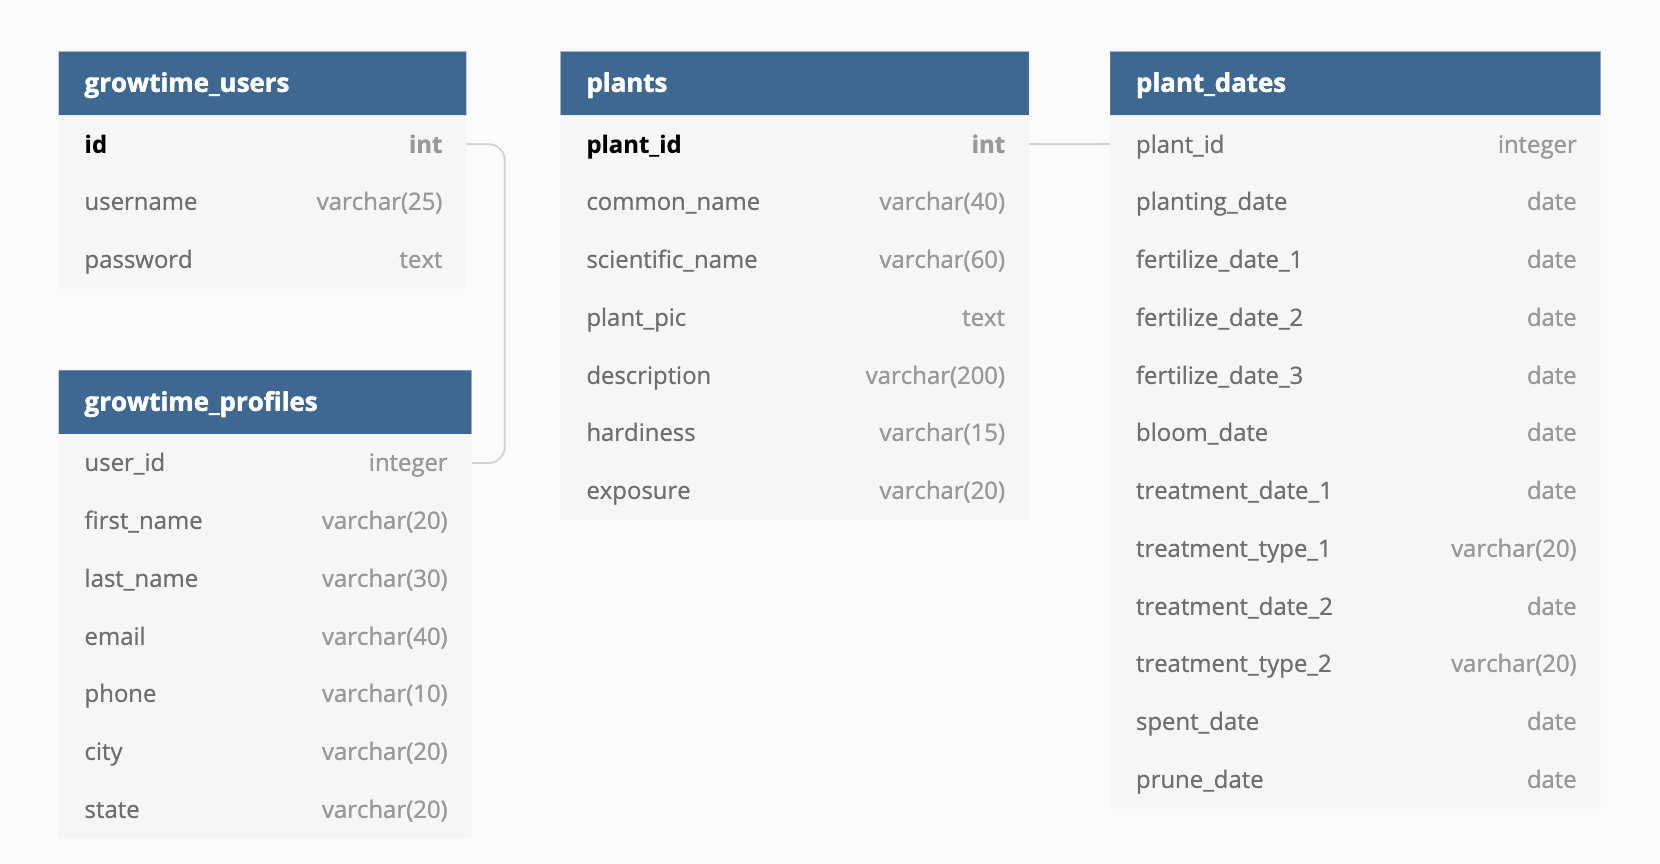 growtime_users
id int
username varchar(25)
password text
growtime_profiles
user_id integer
first_name varchar(20)
last_name varchar(30)
email varchar(40)
phone varchar(10)
city varchar(20)
state varchar(20)
plants
plant_id int
common_name varchar(40)
scientific_name varchar(60)
plant_pic text
description varchar(200)
hardiness varchar(15)
exposure varchar(20)
plant_dates
plant_id integer
planting_date date
fertilize_date_1 date
fertilize_date_2 date
fertilize_date_3 date
bloom_date date
treatment_date_1 date
treatment_type_1 varchar(20)
treatment_date_2 date
treatment_type_2 varchar(20)
spent_date date
prune_date date